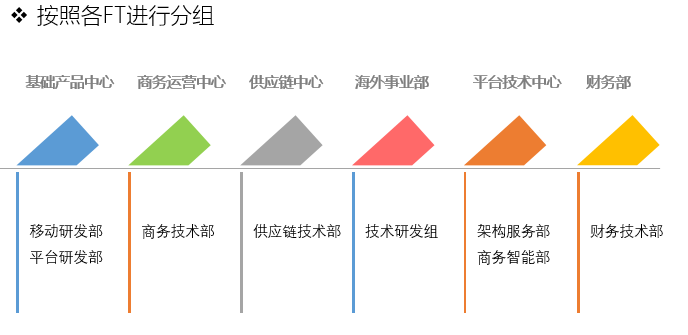 ❖ 按照各FT进行分组
基础产品中心 商务运营中心 供应链中心 海外事业部 平台技术中心 财务部
移动研发部 商务技术部 供应链技术部 技术研发组 架构服务部 财务技术部
平台研发部 商务智能部